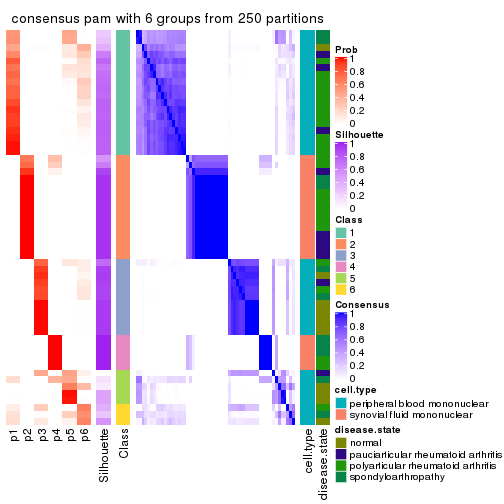 consensus pam with 6 groups from 250 partitions
Prob
1
0.8
0.6
0.4
0.2
0
Silhouette
1
0.8
0.6
0.4
0.2
0
Class
1
2
3
4
5
6
Consensus
1
0.8
0.6
0.4
0.2
0
cell.type
peripheral blood mononuclear
synovial fluid mononuclear
disease.state
normal
pauciarticular rheumatoid arthritis
polyarticular rheumatoid arthritis
spondyloarthropathy
p1
p2
p3
p4
p5
p6
Silhouette
Class
cell.type
disease.state